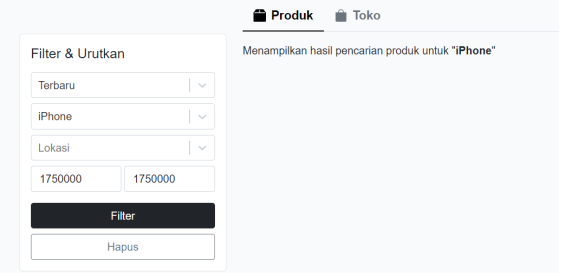 Produk Toko
Filter & Urutkan
Menampilkan hasil pencarian produk untuk "iPhone"
Terbaru
iPhone
Lokasi
1750000 1750000
Filter
Hapus